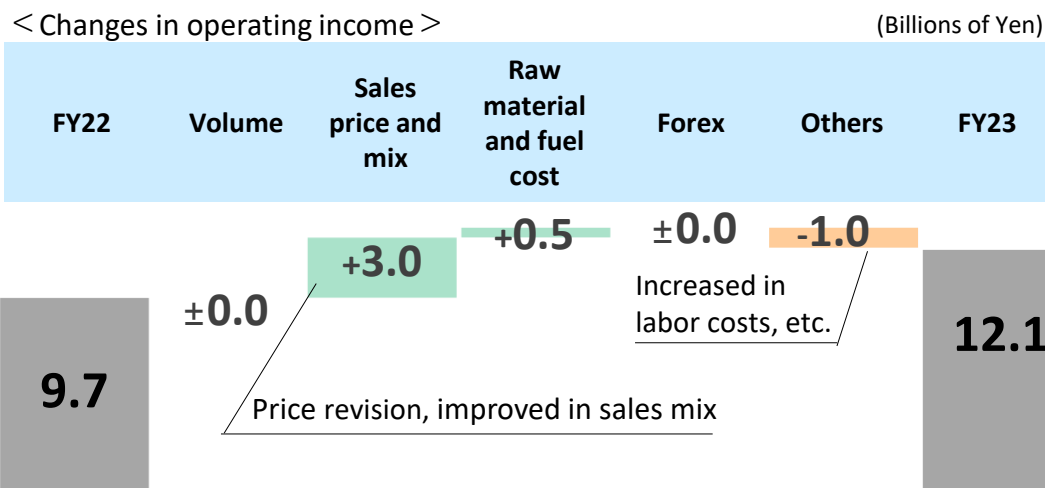 ＜Changes in operating income＞
(Billions of Yen)
FY22
Volume
Sales
price and
mix
Raw
material
and fuel
cost
Forex
Others
FY23
9.7
±0.0
+3.0
+0.5
±0.0
-1.0
12.1
Increased in
labor costs, etc.
Price revision, improved in sales mix